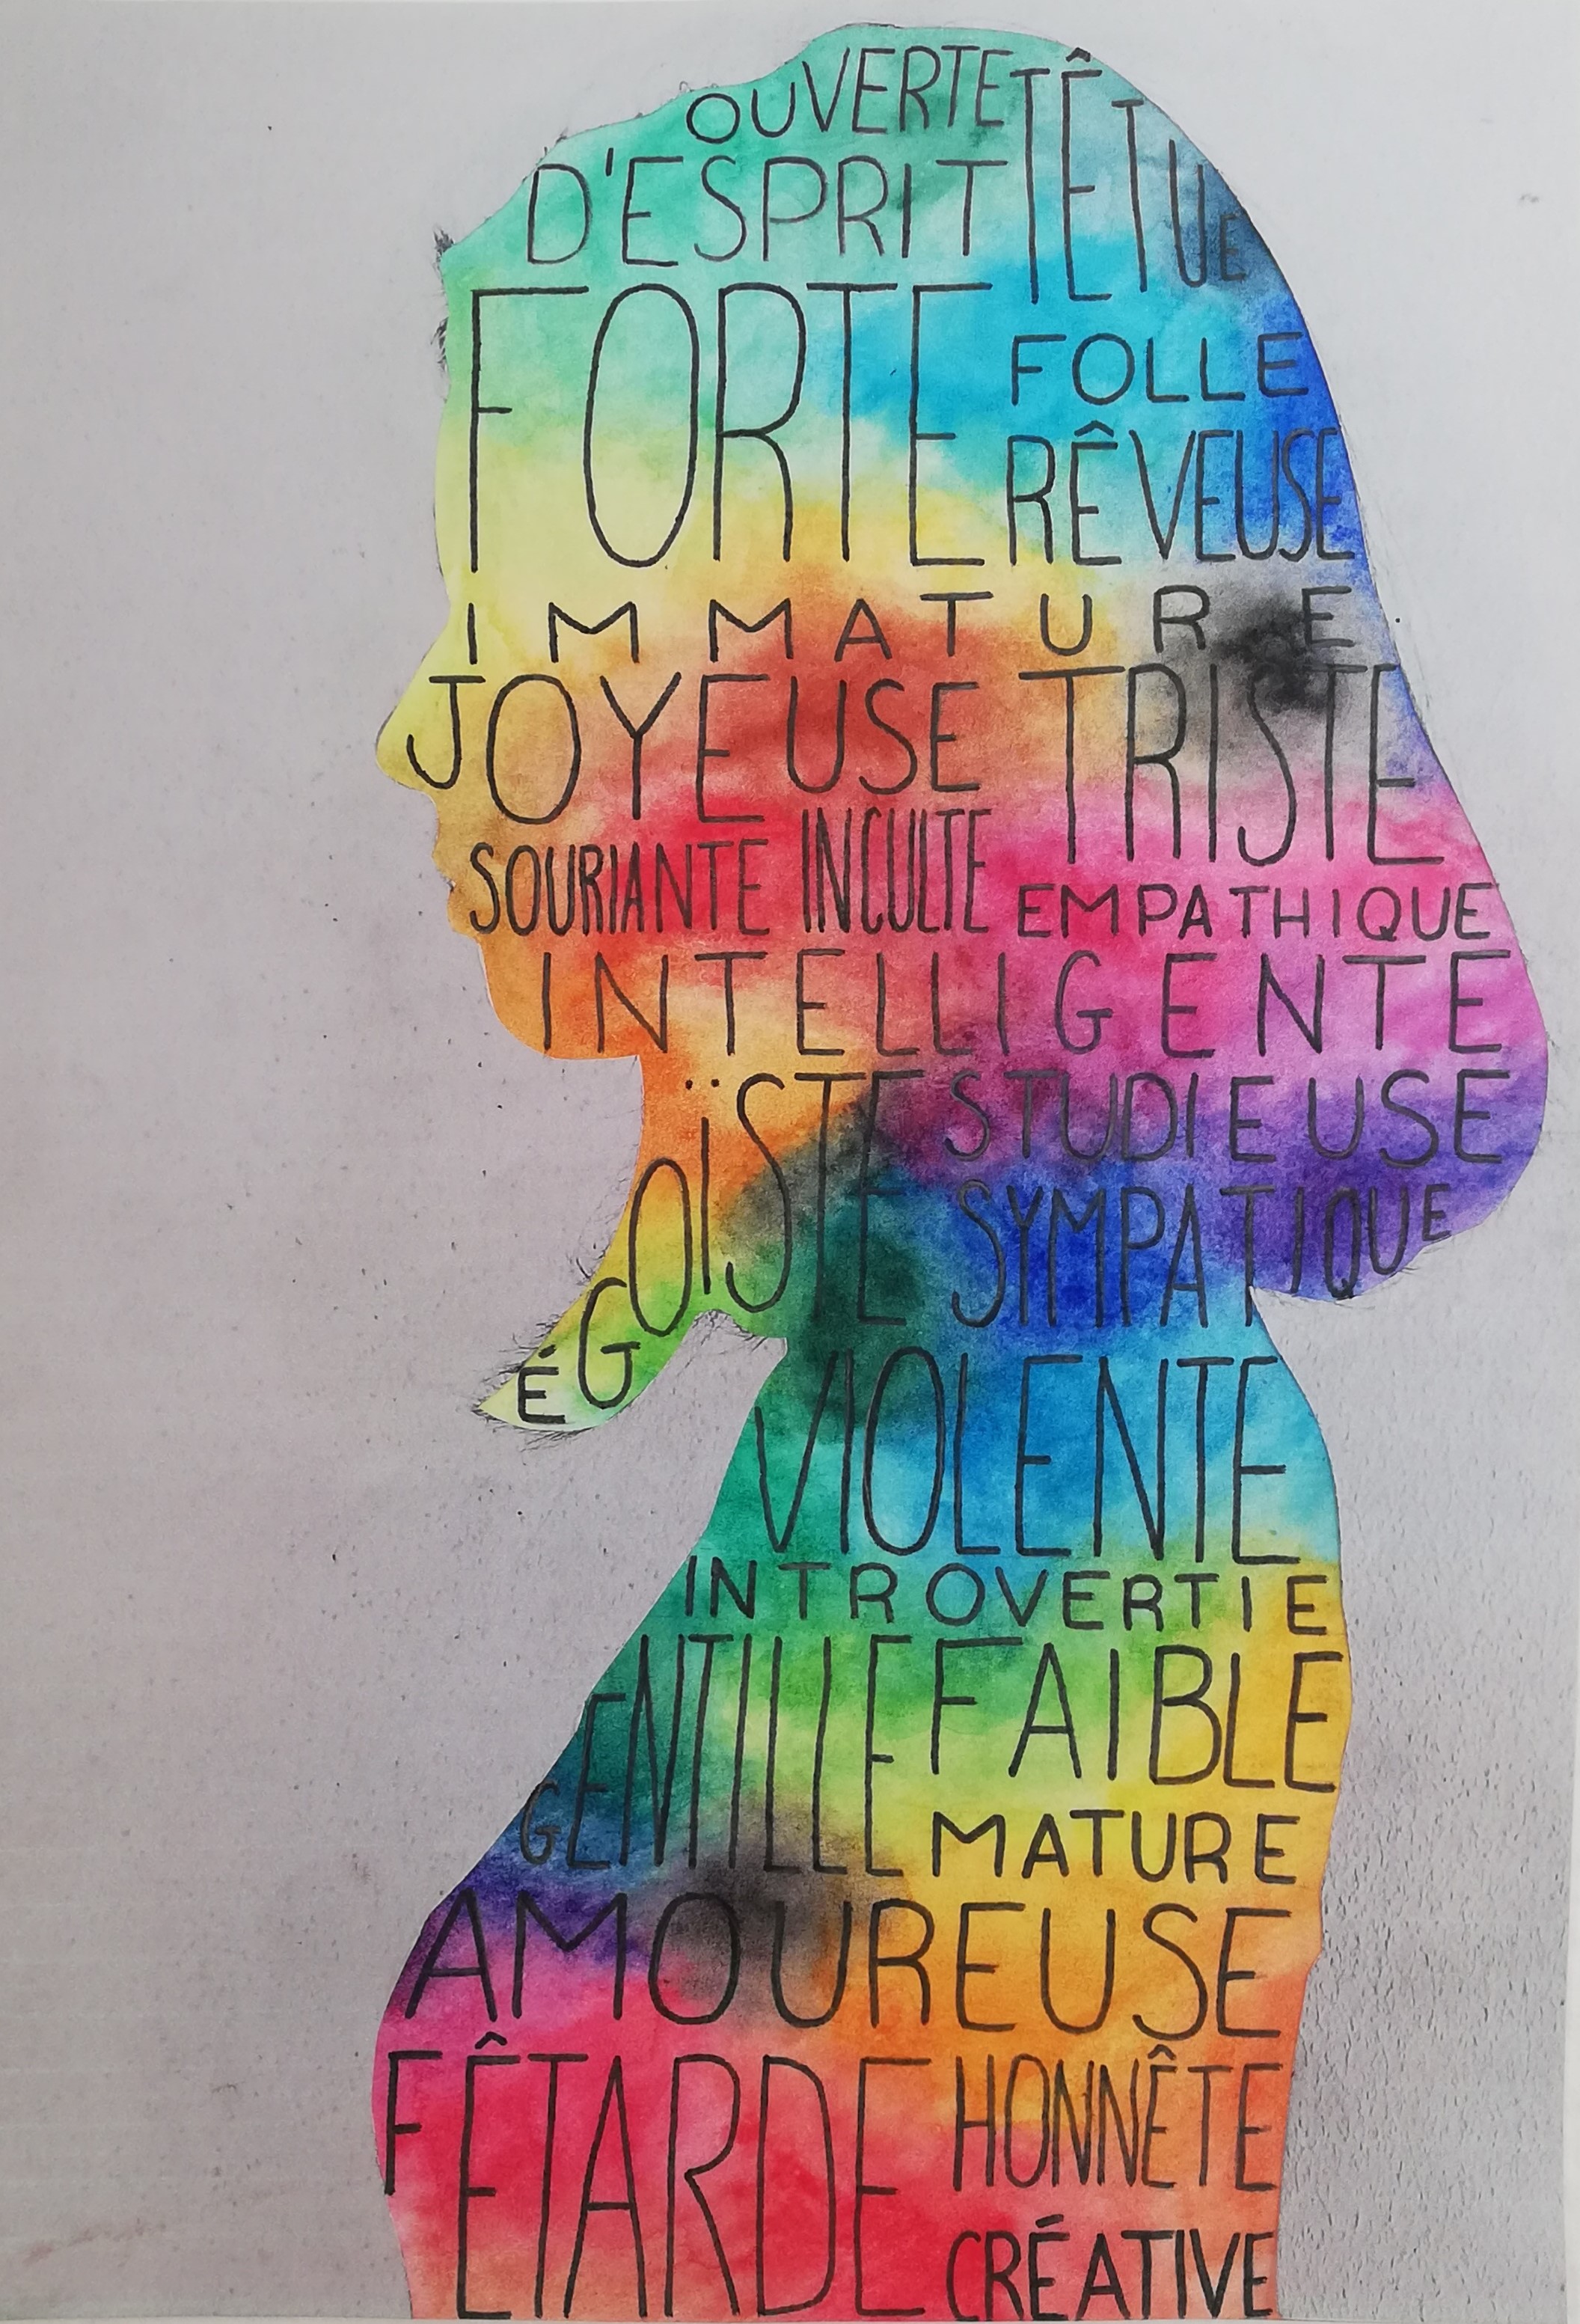 OUVERTE
D'ESPRIT TÊTUE
FORTE FOLLE
RÊVEUSE
IMMATURE
JOYEUSE TRISTE
SOURIANTE INCULTE EMPATHIQUE
INTELLIGENTE
ÉGOÏSTE STUDIEUSE
SYMPATIQUE
VIOLENTE
INTROVERTIE
GENTILLE FAIBLE
MATURE
AMOUREUSE
FÊTARDE HONNÊTE
CRÉATIVE